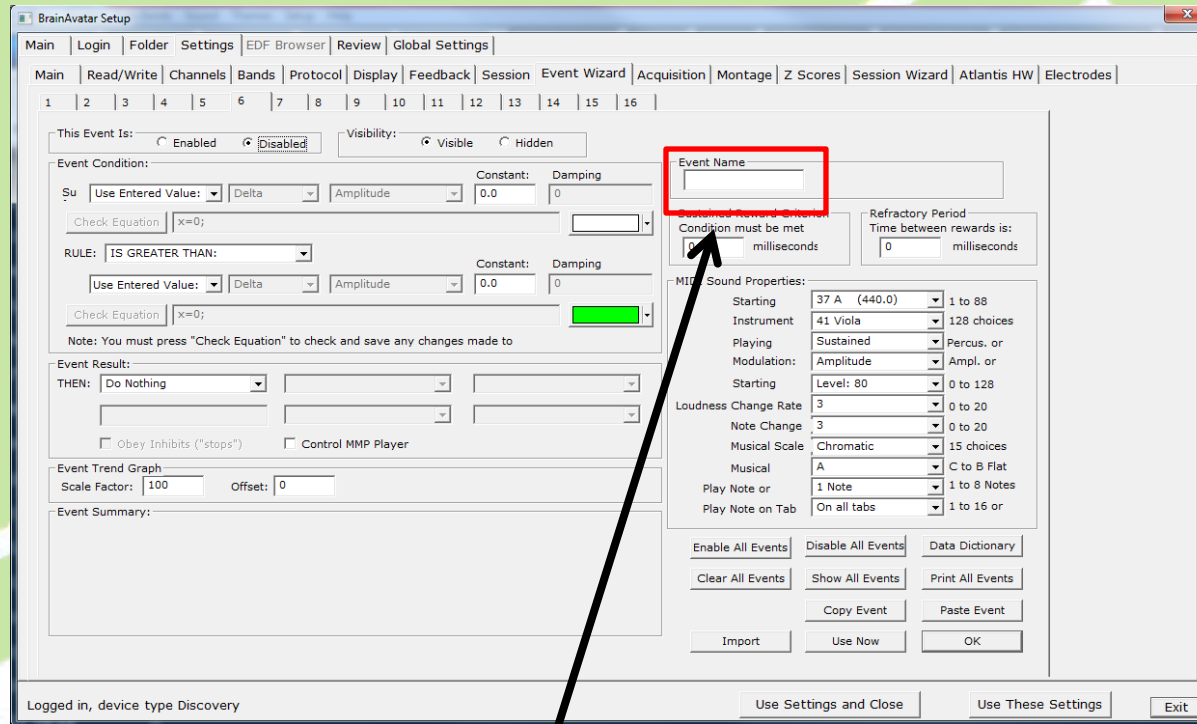 BrainAvatar Setup
Main Login Folder Settings EDF Browser Review Global Settings
Main Read/Write Channels Bands Protocol Display Feedback Session Event Wizard Acquisition Montage Z Scores Session Wizard Atlantis HW Electrodes
1 2 3 4 5 6 7 8 9 10 11 12 13 14 15 16
This Event Is: Enabled Disabled
Visibility: Visible Hidden
Event Condition:
Constant: Damping
Su Use Entered Value: Delta Amplitude 0.0 0
Check Equation x=0;
RULE: IS GREATER THAN:
Constant: Damping
Use Entered Value: Delta Amplitude 0.0 0
Check Equation x=0;
Note: You must press "Check Equation" to check and save any changes made to
Event Result:
THEN: Do Nothing
Obey Inhibits ("stops") Control MMP Player
Event Trend Graph
Scale Factor: 100 Offset: 0
Event Summary:
Event Name
Sustained Reward Criterion
Condition must be met
0 milliseconds
Refractory Period
Time between rewards is:
0 milliseconds
MIDI Sound Properties:
Starting 37 A (440.0) 1 to 88
Instrument 41 Viola 128 choices
Playing Sustained Percus. or
Modulation: Amplitude Ampl. or
Starting Level: 80 0 to 128
Loudness Change Rate 3 0 to 20
Note Change 3 0 to 20
Musical Scale Chromatic 15 choices
Musical A C to B Flat
Play Note or 1 Note 1 to 8 Notes
Play Note on Tab On all tabs 1 to 16 or
Enable All Events Disable All Events Data Dictionary
Clear All Events Show All Events Print All Events
Copy Event Paste Event
Import Use Now OK
Logged in, device type Discovery
Use Settings and Close Use These Settings Exit